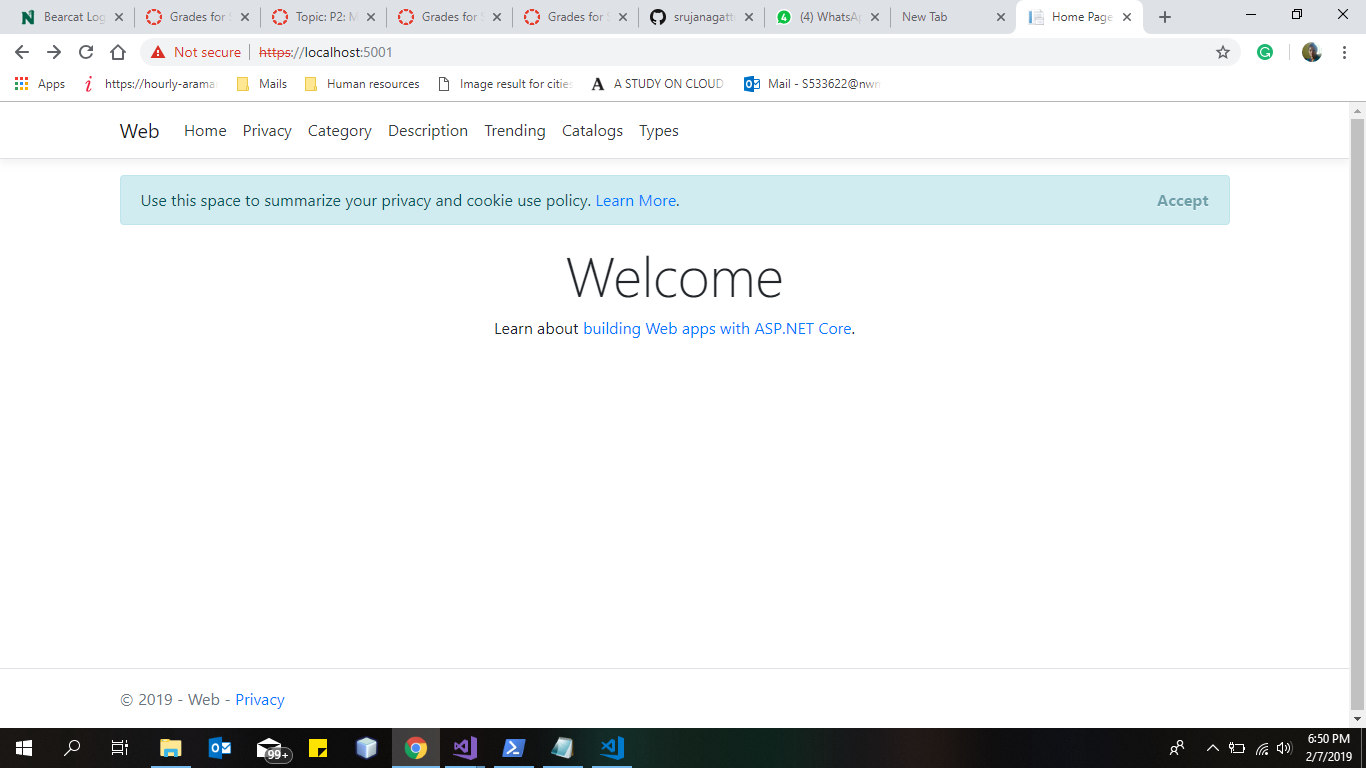 Bearcat Log
Grades for S
Topic: P2: M
Grades for S
Grades for S
srujanagatt
(4) WhatsAp
New Tab
Home Page
Not secure https://localhost:5001
Apps
https://hourly-aramar
Mails
Human resources
Image result for cities
A STUDY ON CLOUD
Mail - S533622@nwm
Web Home Privacy Category Description Trending Catalogs Types
Use this space to summarize your privacy and cookie use policy. Learn More. Accept
Welcome
Learn about building Web apps with ASP.NET Core.
© 2019 - Web - Privacy
99+
6:50 PM
2/7/2019